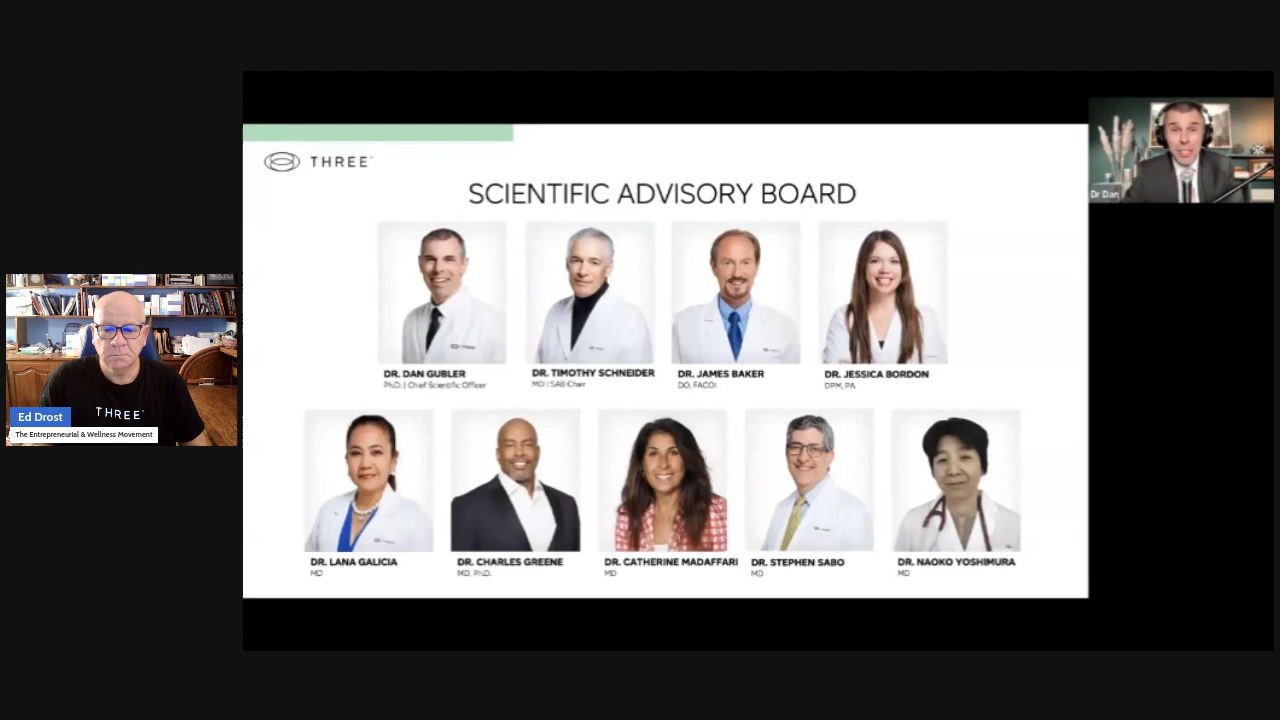 THREE
SCIENTIFIC ADVISORY BOARD
DR. DAN GUBLER
PhD. | Chief Scientific Officer
DR. TIMOTHY SCHNEIDER
MD | SAB Chair
DR. JAMES BAKER
DO, FACOI
DR. JESSICA BORDON
DPM, PA
DR. LANA GALICIA
MD
DR. CHARLES GREENE
MD, Ph.D.
DR. CATHERINE MADAFFARI
MD
DR. STEPHEN SABO
MD
DR. NAOKO YOSHIMURA
MD
Dr Dan
THREE
Ed Drost
The Entrepreneurial & Wellness Movement